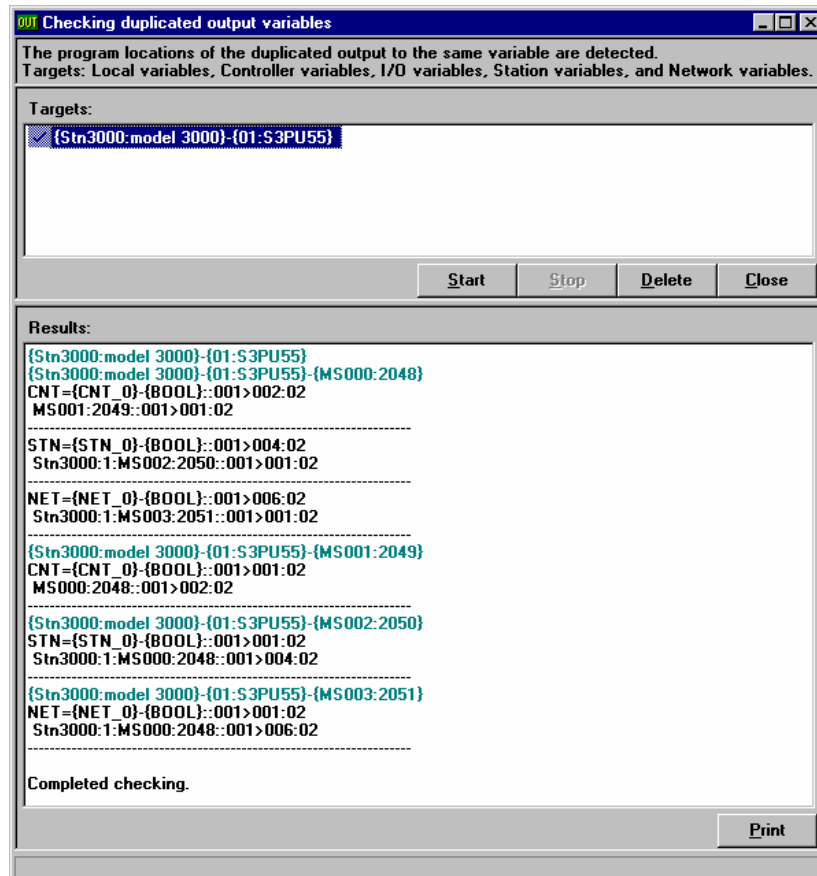 OUT Checking duplicated output variables
The program locations of the duplicated output to the same variable are detected.
Targets: Local variables, Controller variables, I/O variables, Station variables, and Network variables.
Targets:
{Stn3000:model 3000}-{01:S3PU55}
Start Stop Delete Close
Results:
{Stn3000:model 3000}-{01:S3PU55}
{Stn3000:model 3000}-{01:S3PU55}-{MS000:2048}
CNT={CNT_0}-{BOOL}::001>002:02
MS001:2049::001>001:02
------------------------------------------------------------------------
STN={STN_0}-{BOOL}::001>004:02
Stn3000:1:MS002:2050::001>001:02
------------------------------------------------------------------------
NET={NET_0}-{BOOL}::001>006:02
Stn3000:1:MS003:2051::001>001:02
------------------------------------------------------------------------
{Stn3000:model 3000}-{01:S3PU55}-{MS001:2049}
CNT={CNT_0}-{BOOL}::001>001:02
MS000:2048::001>002:02
------------------------------------------------------------------------
{Stn3000:model 3000}-{01:S3PU55}-{MS002:2050}
STN={STN_0}-{BOOL}::001>001:02
Stn3000:1:MS000:2048::001>004:02
------------------------------------------------------------------------
{Stn3000:model 3000}-{01:S3PU55}-{MS003:2051}
NET={NET_0}-{BOOL}::001>001:02
Stn3000:1:MS000:2048::001>006:02
------------------------------------------------------------------------
Completed checking.
Print